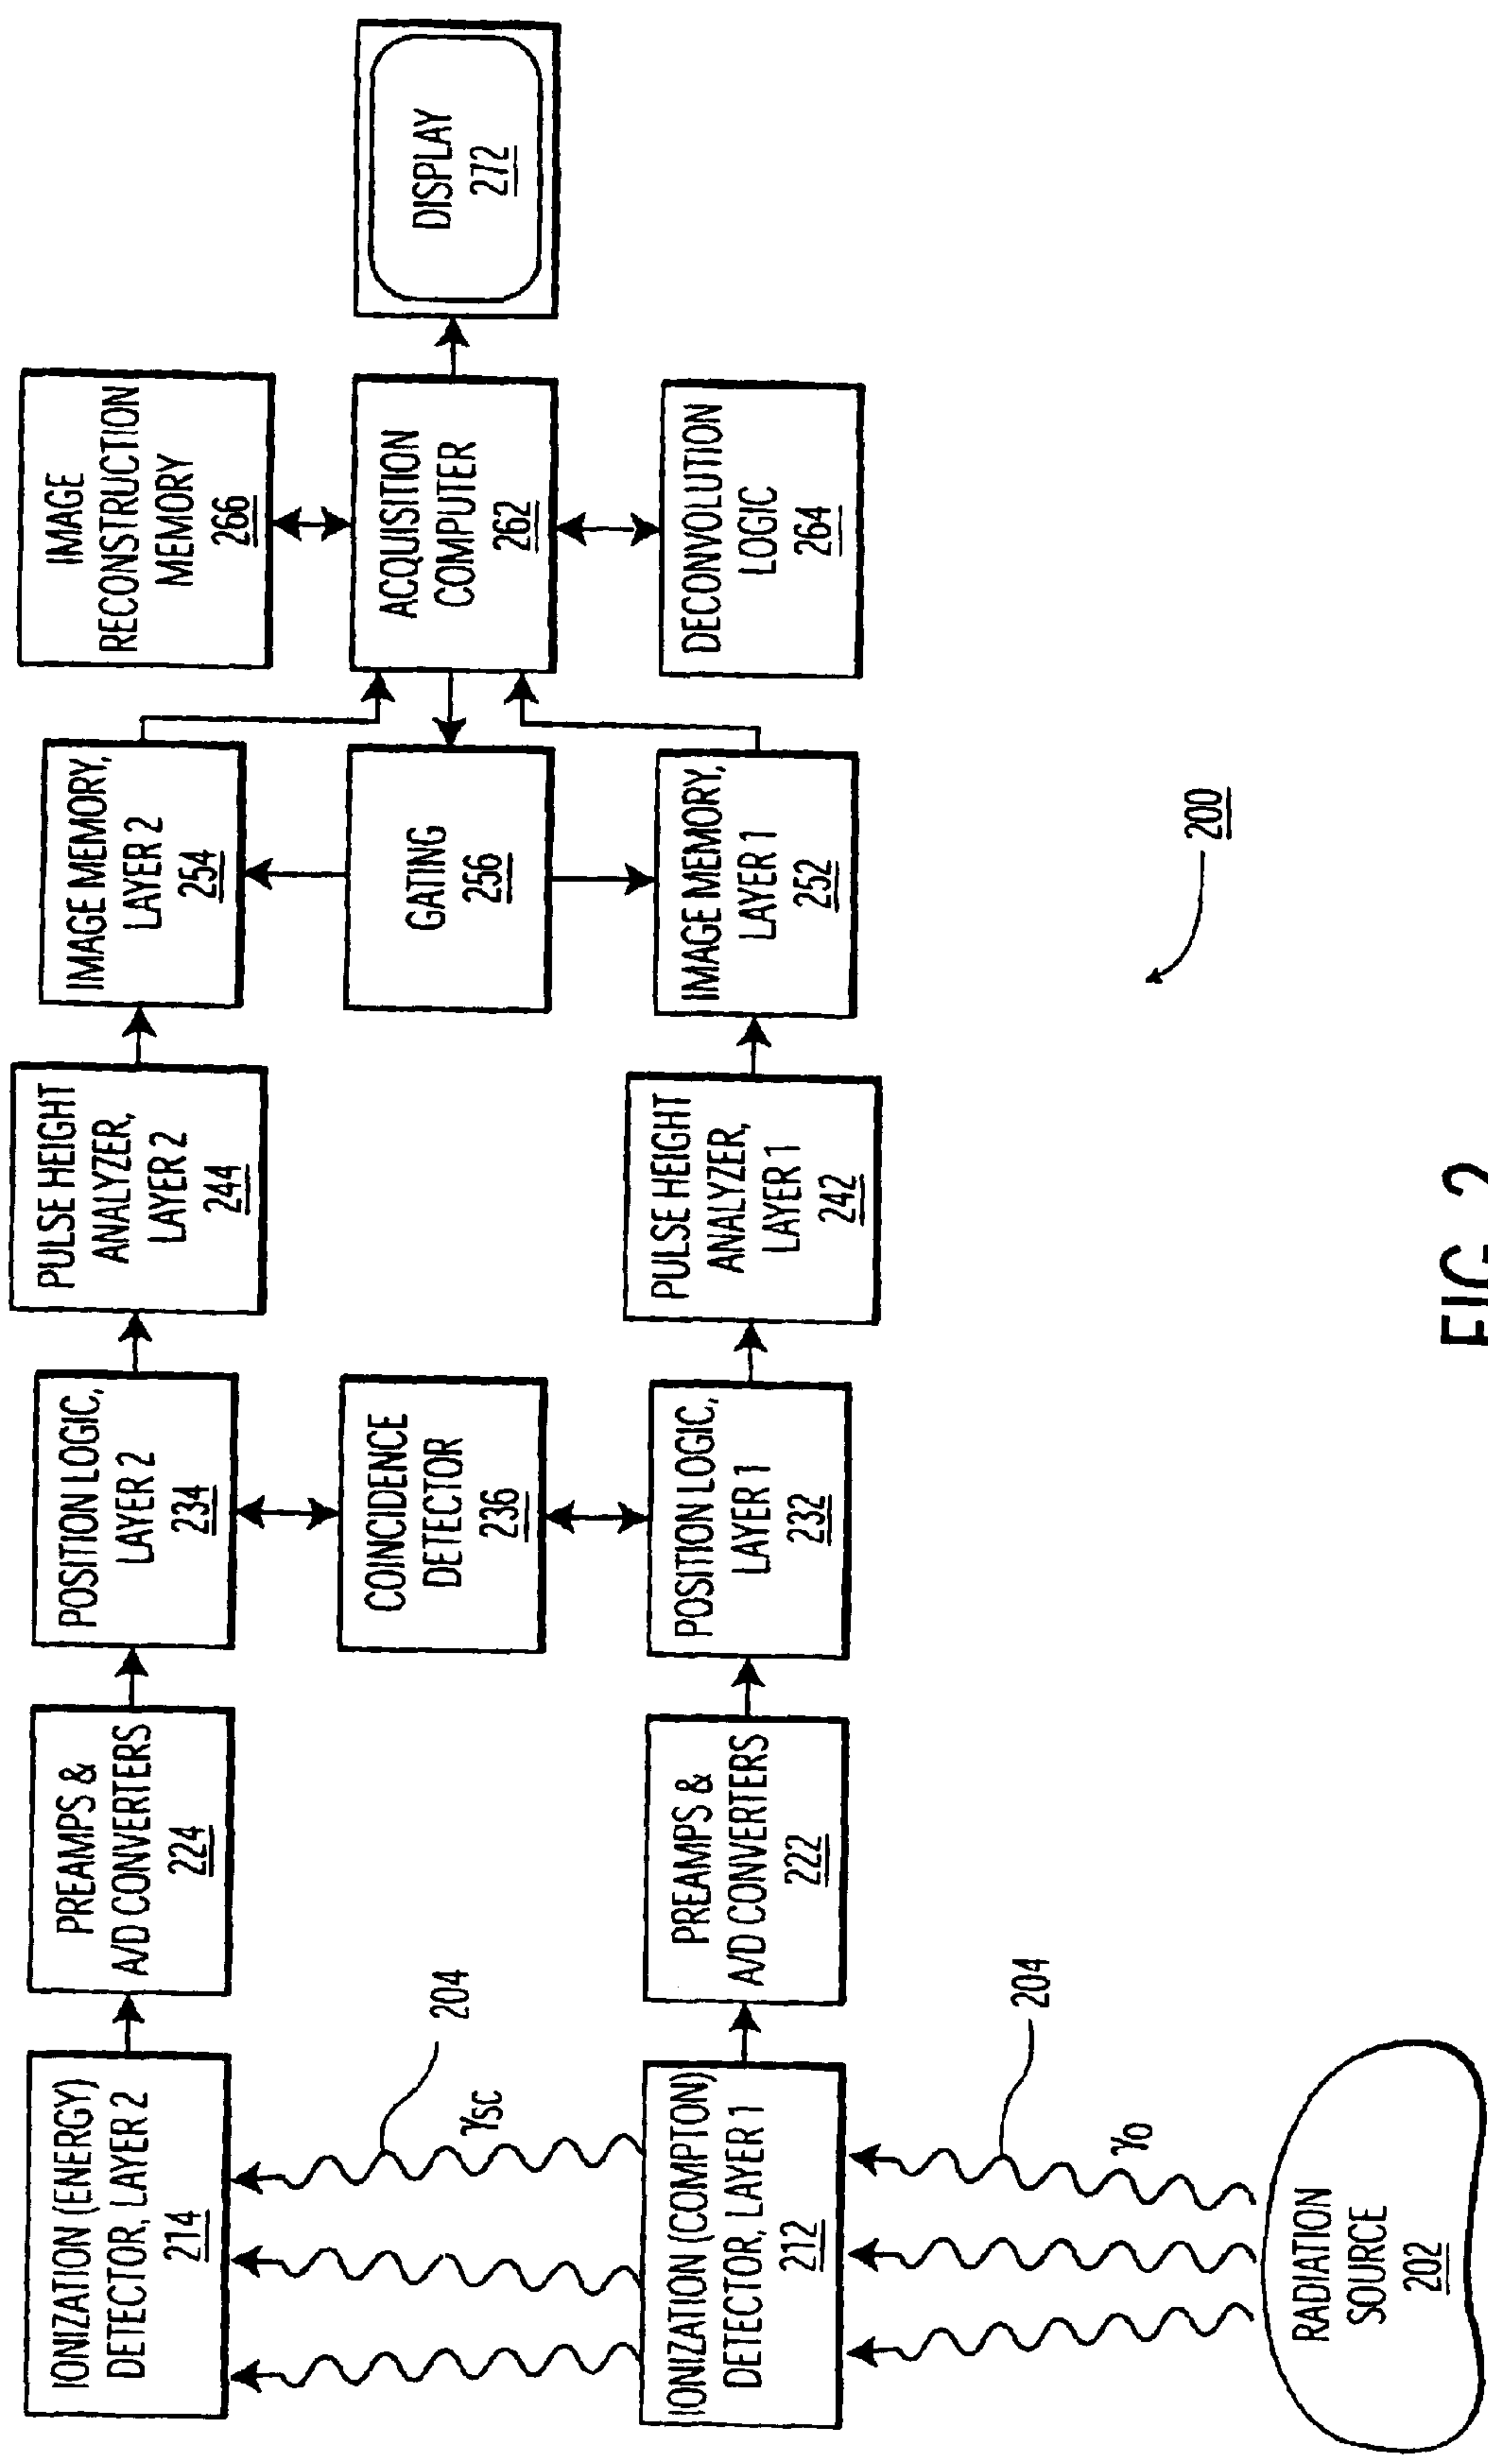 IMAGE
RECONSTRUCTION
MEMORY
266
IONIZATION (ENERGY)
DETECTOR, LAYER 2
214
PREAMPS &
A/D CONVERTERS
224
POSITION LOGIC,
LAYER 2
234
PULSE HEIGHT
ANALYZER,
LAYER 2
244
IMAGE MEMORY,
LAYER 2
254
COINCIDENCE
DETECTOR
236
GATING
256
ACQUISITION
COMPUTER
262
DISPLAY
272
204
γSC
IONIZATION (COMPTON)
DETECTOR, LAYER 1
212
PREAMPS &
A/D CONVERTERS
222
POSITION LOGIC,
LAYER 1
232
PULSE HEIGHT
ANALYZER,
LAYER 1
242
IMAGE MEMORY,
LAYER 1
252
DECONVOLUTION
LOGIC
264
204
γ0
200
RADIATION
SOURCE
202
FIG. 2